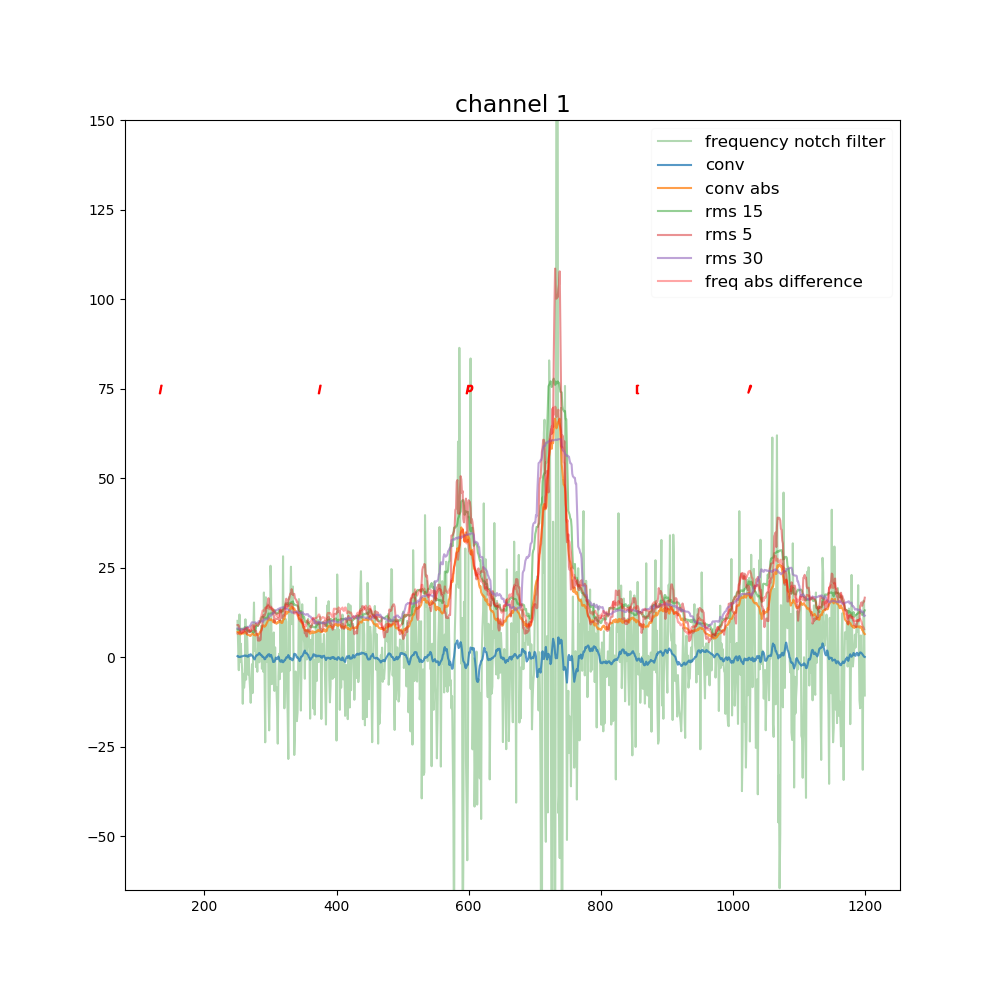 channel 1
150
125
100
75
50
25
0
−25
−50
frequency notch filter
conv
conv abs
rms 15
rms 5
rms 30
freq abs difference
p
200 400 600 800 1000 1200